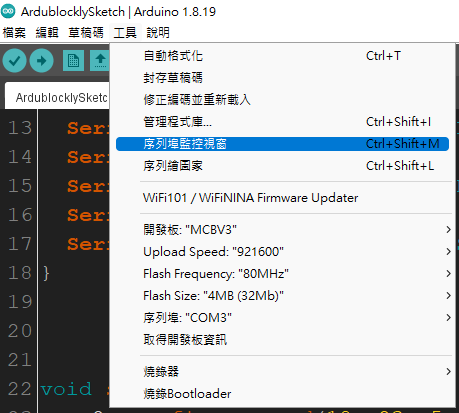 ArdublocklySketch | Arduino 1.8.19
檔案 編輯 草稿碼 工具 說明
ArdublocklySketc
自動格式化 Ctrl+T
封存草稿碼
修正編碼並重新載入
管理程式庫... Ctrl+Shift+I
序列埠監控視窗 Ctrl+Shift+M
序列繪圖家 Ctrl+Shift+L
WiFi101 / WiFiNINA Firmware Updater
開發板: "MCBV3"
Upload Speed: "921600"
Flash Frequency: "80MHz"
Flash Size: "4MB (32Mb)"
序列埠: "COM3"
取得開發板資訊
燒錄器
燒錄Bootloader
13 Seri
14 Seri
15 Seri
16 Seri
17 Seri
18 }
19
20
21
22 void